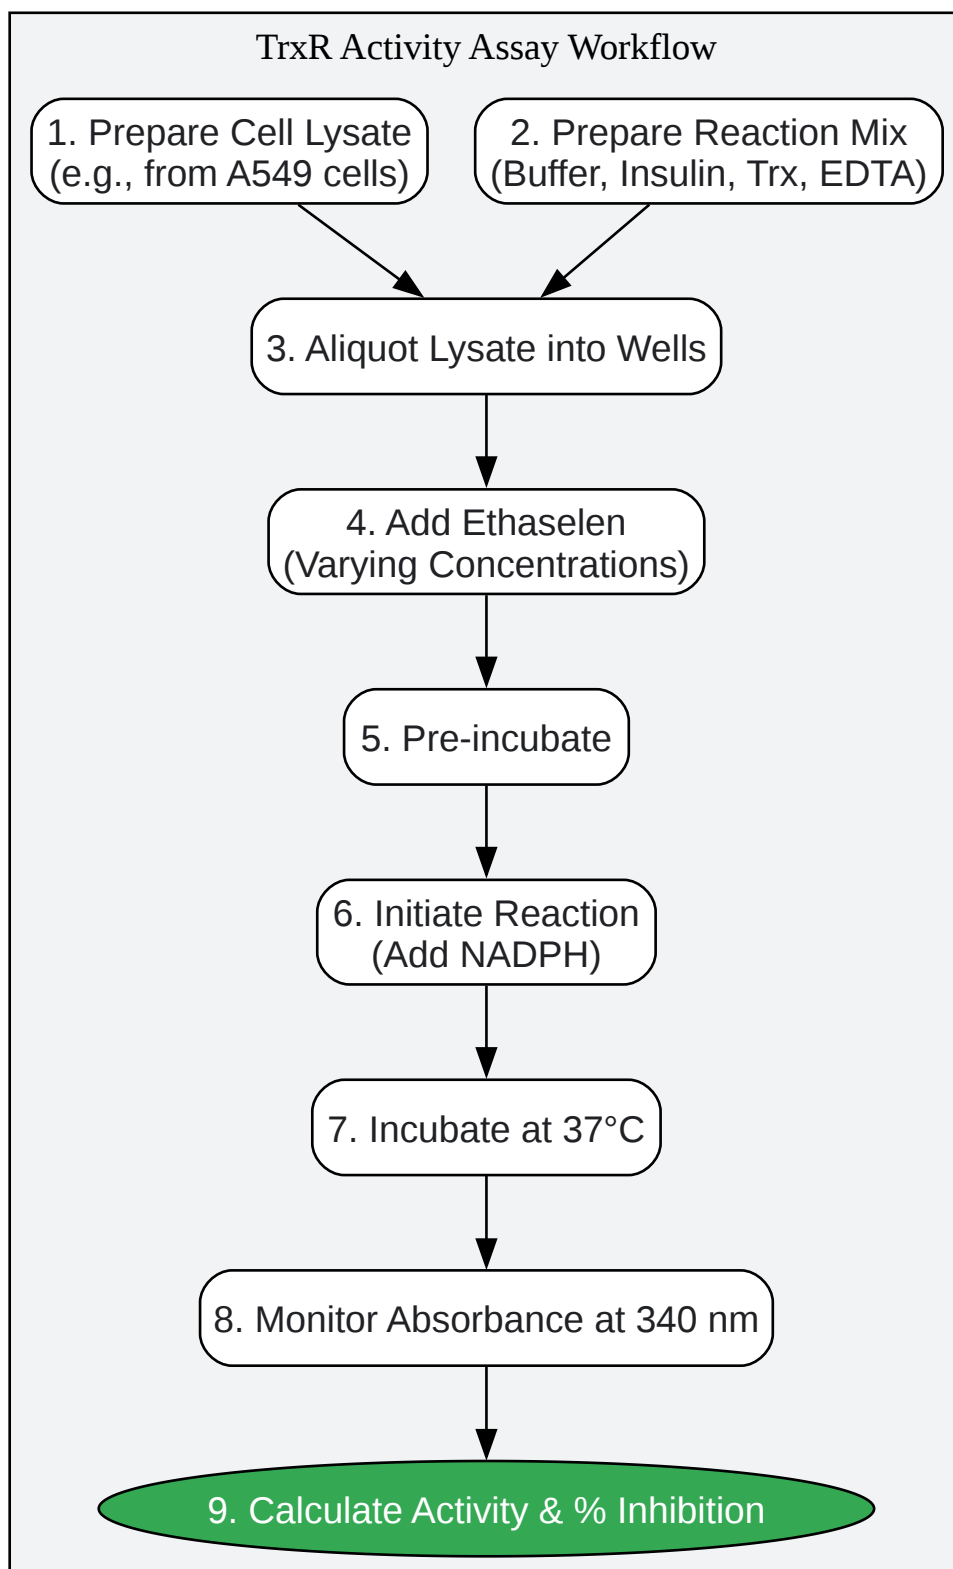 TrxR Activity Assay Workflow
1. Prepare Cell Lysate
(e.g., from A549 cells)
2. Prepare Reaction Mix
(Buffer, Insulin, Trx, EDTA)
3. Aliquot Lysate into Wells
4. Add Ethaselen
(Varying Concentrations)
5. Pre-incubate
6. Initiate Reaction
(Add NADPH)
7. Incubate at 37°C
8. Monitor Absorbance at 340 nm
9. Calculate Activity & % Inhibition